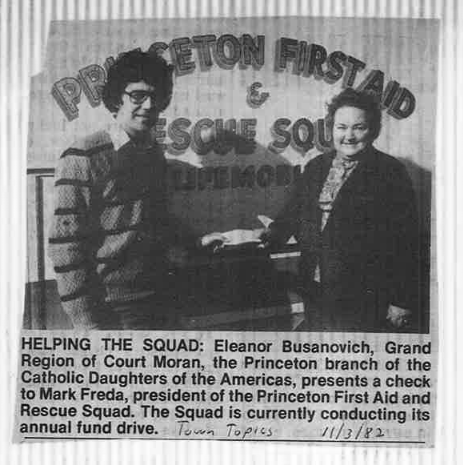 PRINCETON FIRST AID
&
RESCUE SQU
LIFEMOBI
HELPING THE SQUAD: Eleanor Busanovich, Grand
Region of Court Moran, the Princeton branch of the
Catholic Daughters of the Americas, presents a check
to Mark Freda, president of the Princeton First Aid and
Rescue Squad. The Squad is currently conducting its
annual fund drive. Town Topics 11/3/82